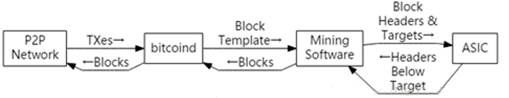 P2P
Network
TXes→
←Blocks
bitcoind
Block
Template→
←Blocks
Mining
Software
Block
Headers &
Targets→
←Headers
Below
Target
ASIC